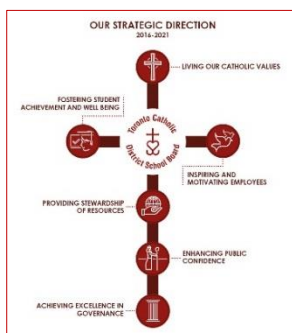 OUR STRATEGIC DIRECTION
2016-2021
LIVING OUR CATHOLIC VALUES
FOSTERING STUDENT
ACHIEVEMENT AND WELL BEING
Toronto Catholic
District School Board
INSPIRING AND
MOTIVATING EMPLOYEES
PROVIDING STEWARDSHIP
OF RESOURCES
ENHANCING PUBLIC
CONFIDENCE
ACHIEVING EXCELLENCE IN
GOVERNANCE